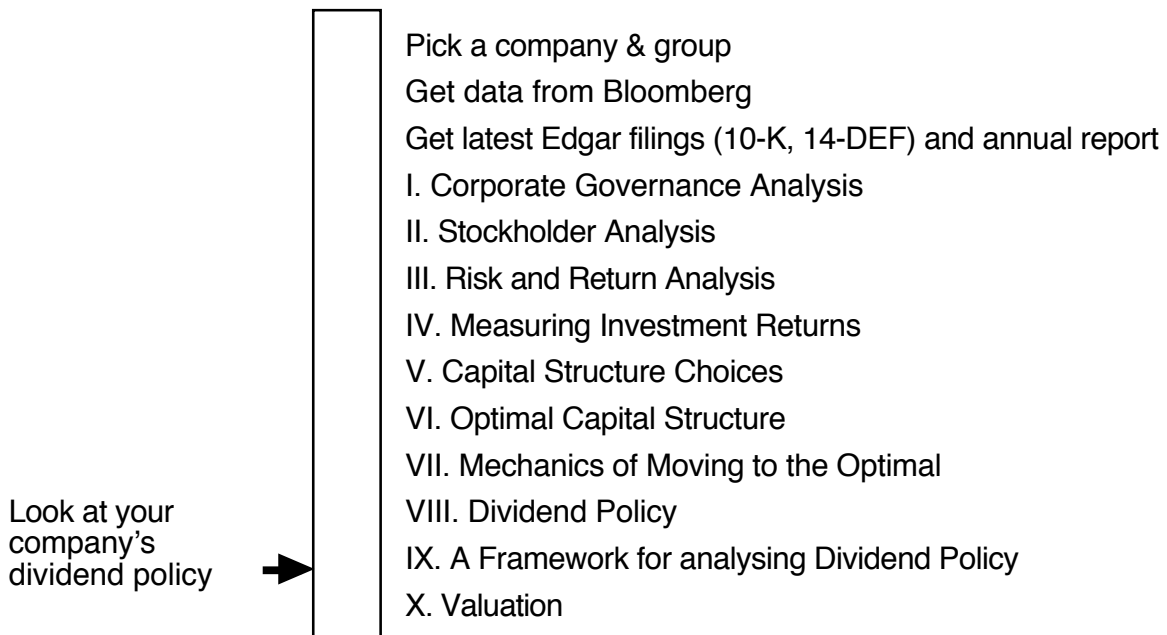 Pick a company & group
Get data from Bloomberg
Get latest Edgar filings (10-K, 14-DEF) and annual report
I. Corporate Governance Analysis
II. Stockholder Analysis
III. Risk and Return Analysis
IV. Measuring Investment Returns
V. Capital Structure Choices
VI. Optimal Capital Structure
VII. Mechanics of Moving to the Optimal
VIII. Dividend Policy
IX. A Framework for analysing Dividend Policy
X. Valuation
Look at your
company’s
dividend policy